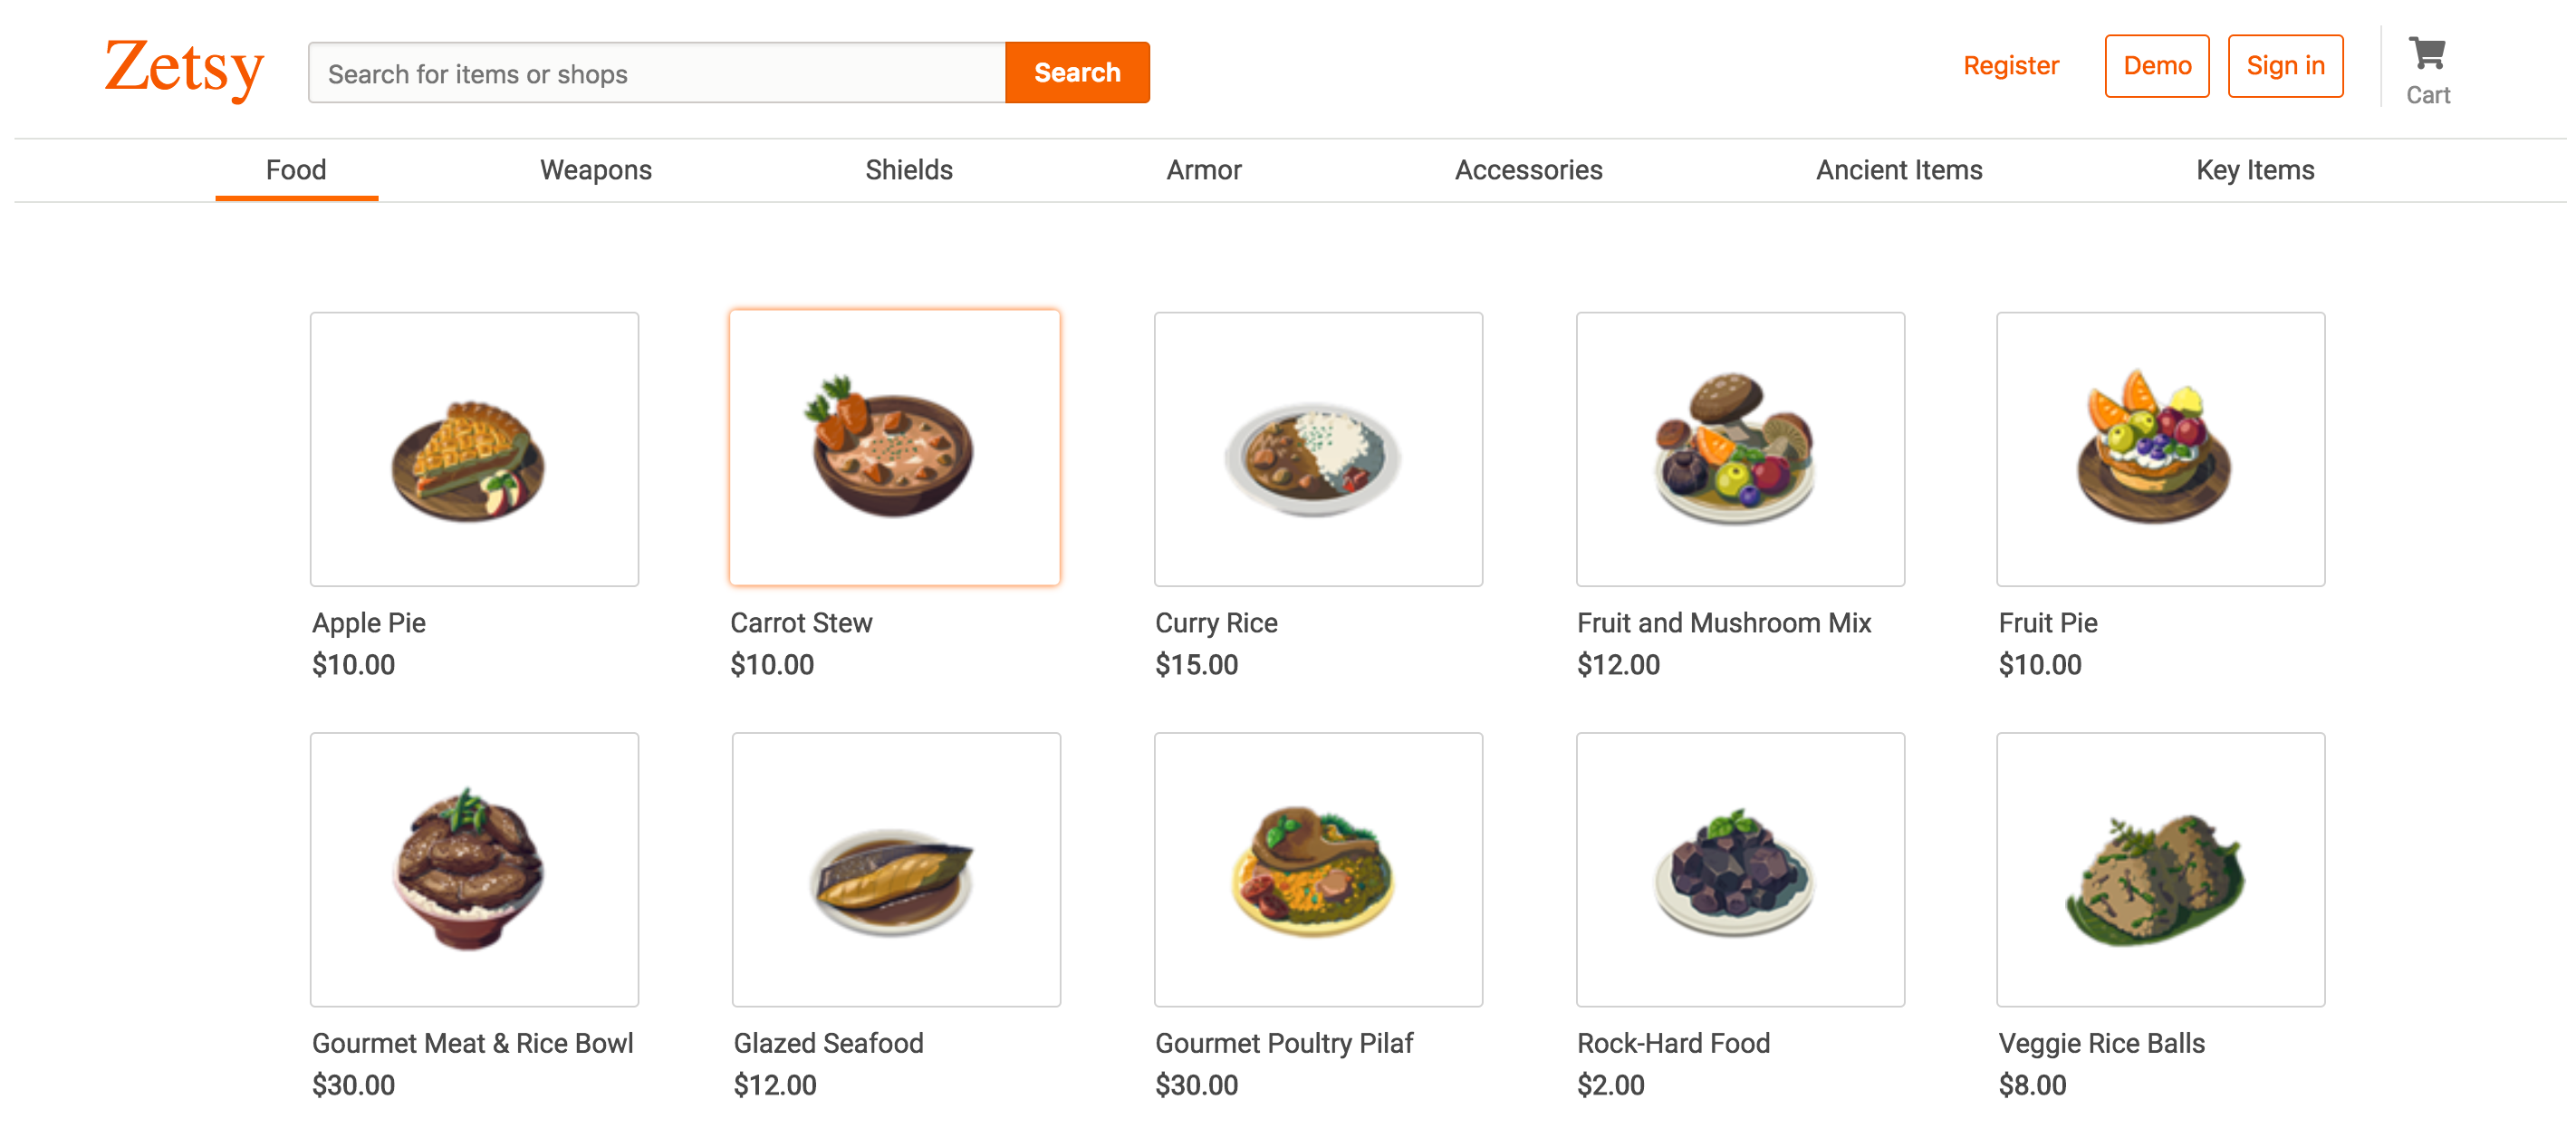 Zetsy
Search for items or shops
Search
Register
Demo
Sign in
Cart
Food
Weapons
Shields
Armor
Accessories
Ancient Items
Key Items
Apple Pie
$10.00
Carrot Stew
$10.00
Curry Rice
$15.00
Fruit and Mushroom Mix
$12.00
Fruit Pie
$10.00
Gourmet Meat & Rice Bowl
$30.00
Glazed Seafood
$12.00
Gourmet Poultry Pilaf
$30.00
Rock-Hard Food
$2.00
Veggie Rice Balls
$8.00